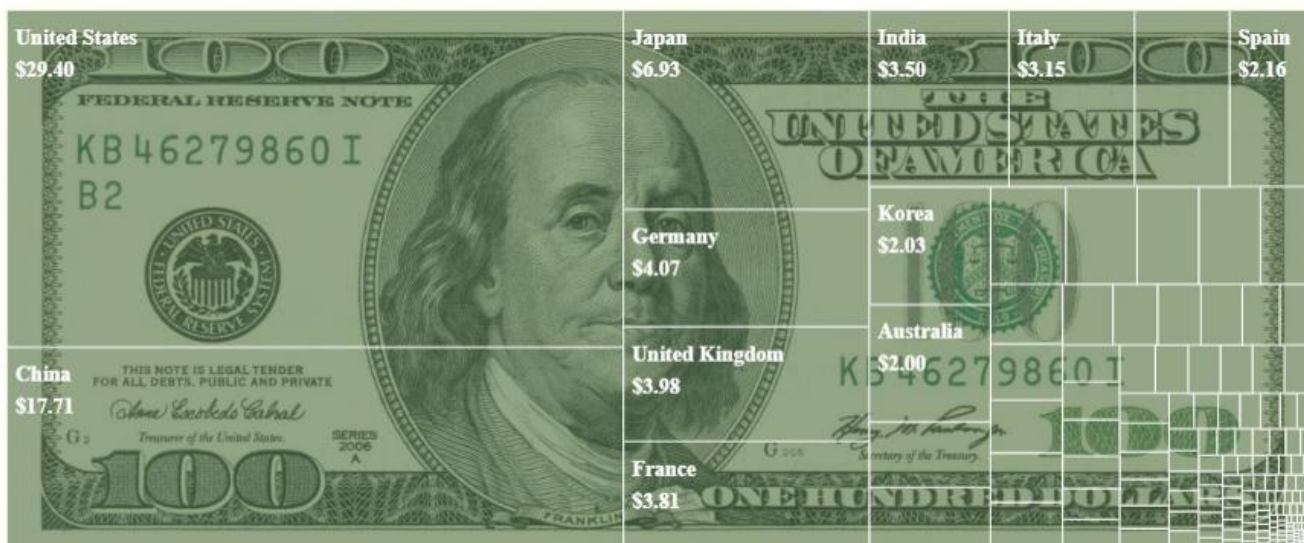 United States
$29.40
Japan
$6.93
India
$3.50
Italy
$3.15
Spain
$2.16
100
FEDERAL RESERVE NOTE
KB 46279860 I
B2
THE
UNITED STATES
OF AMERICA
Korea
$2.03
Germany
$4.07
Australia
$2.00
United Kingdom
$3.98
KB 46279860 I
China
$17.71
THIS NOTE IS LEGAL TENDER
FOR ALL DEBTS, PUBLIC AND PRIVATE
Treasurer of the United States.
SERIES
2006
A
Secretary of the Treasury.
100
France
$3.81
100
FRANKLIN
ONE HUNDRED DOLLAR